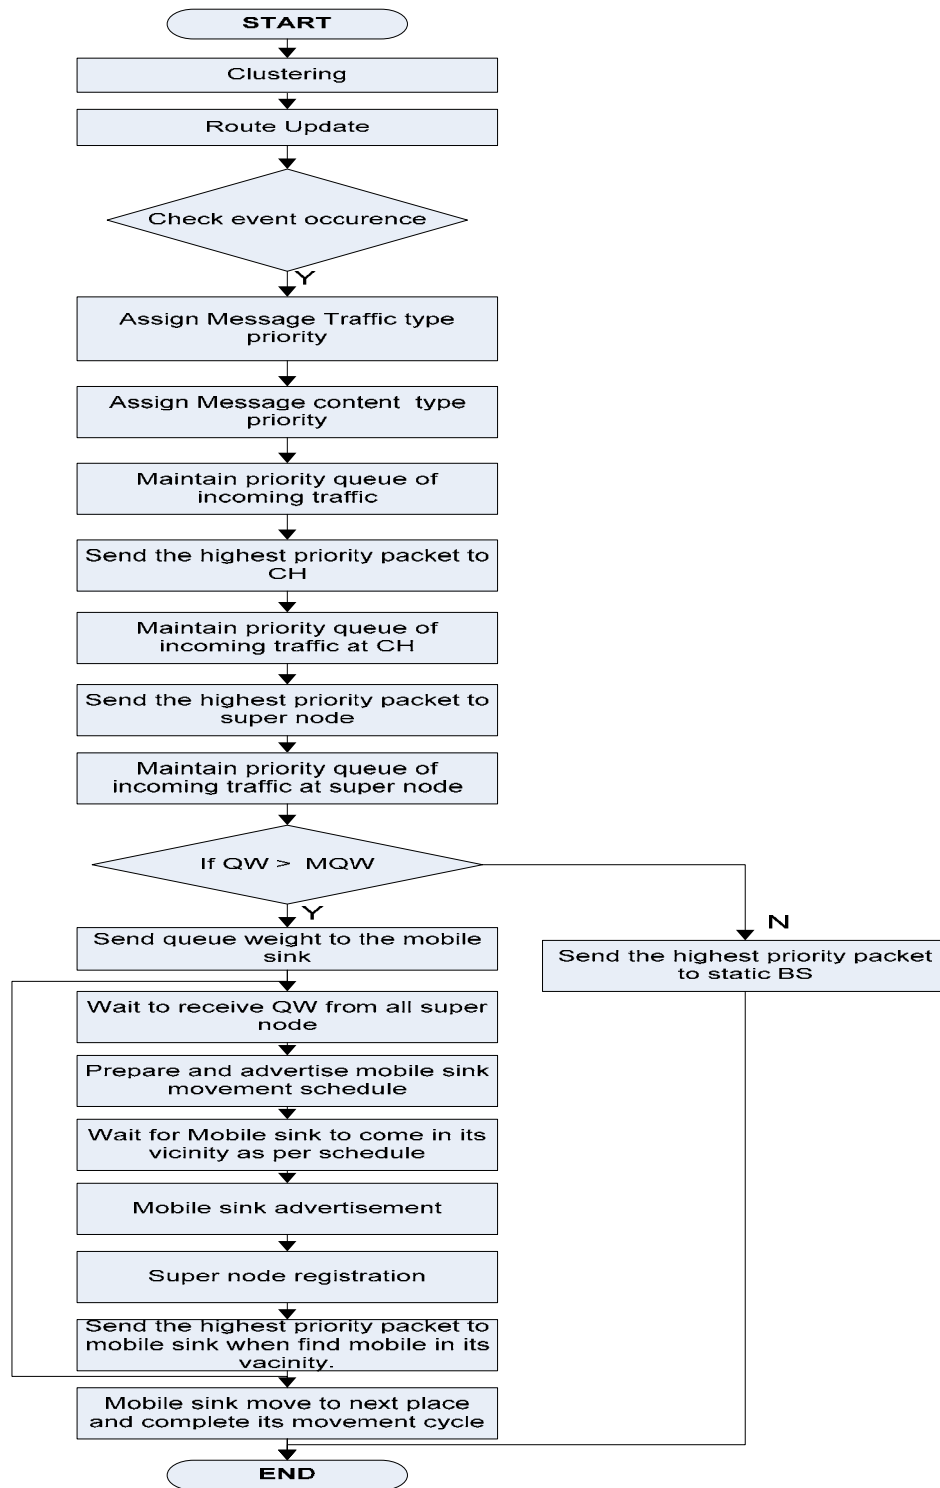 START
Clustering
Route Update
Check event occurence
Y
Assign Message Traffic type
priority
Assign Message content type
priority
Maintain priority queue of
incoming traffic
Send the highest priority packet to
CH
Maintain priority queue of
incoming traffic at CH
Send the highest priority packet to
super node
Maintain priority queue of
incoming traffic at super node
If QW > MQW
Y
N
Send queue weight to the mobile
sink
Send the highest priority packet
to static BS
Wait to receive QW from all super
node
Prepare and advertise mobile sink
movement schedule
Wait for Mobile sink to come in its
vicinity as per schedule
Mobile sink advertisement
Super node registration
Send the highest priority packet to
mobile sink when find mobile in its
vacinity.
Mobile sink move to next place
and complete its movement cycle
END